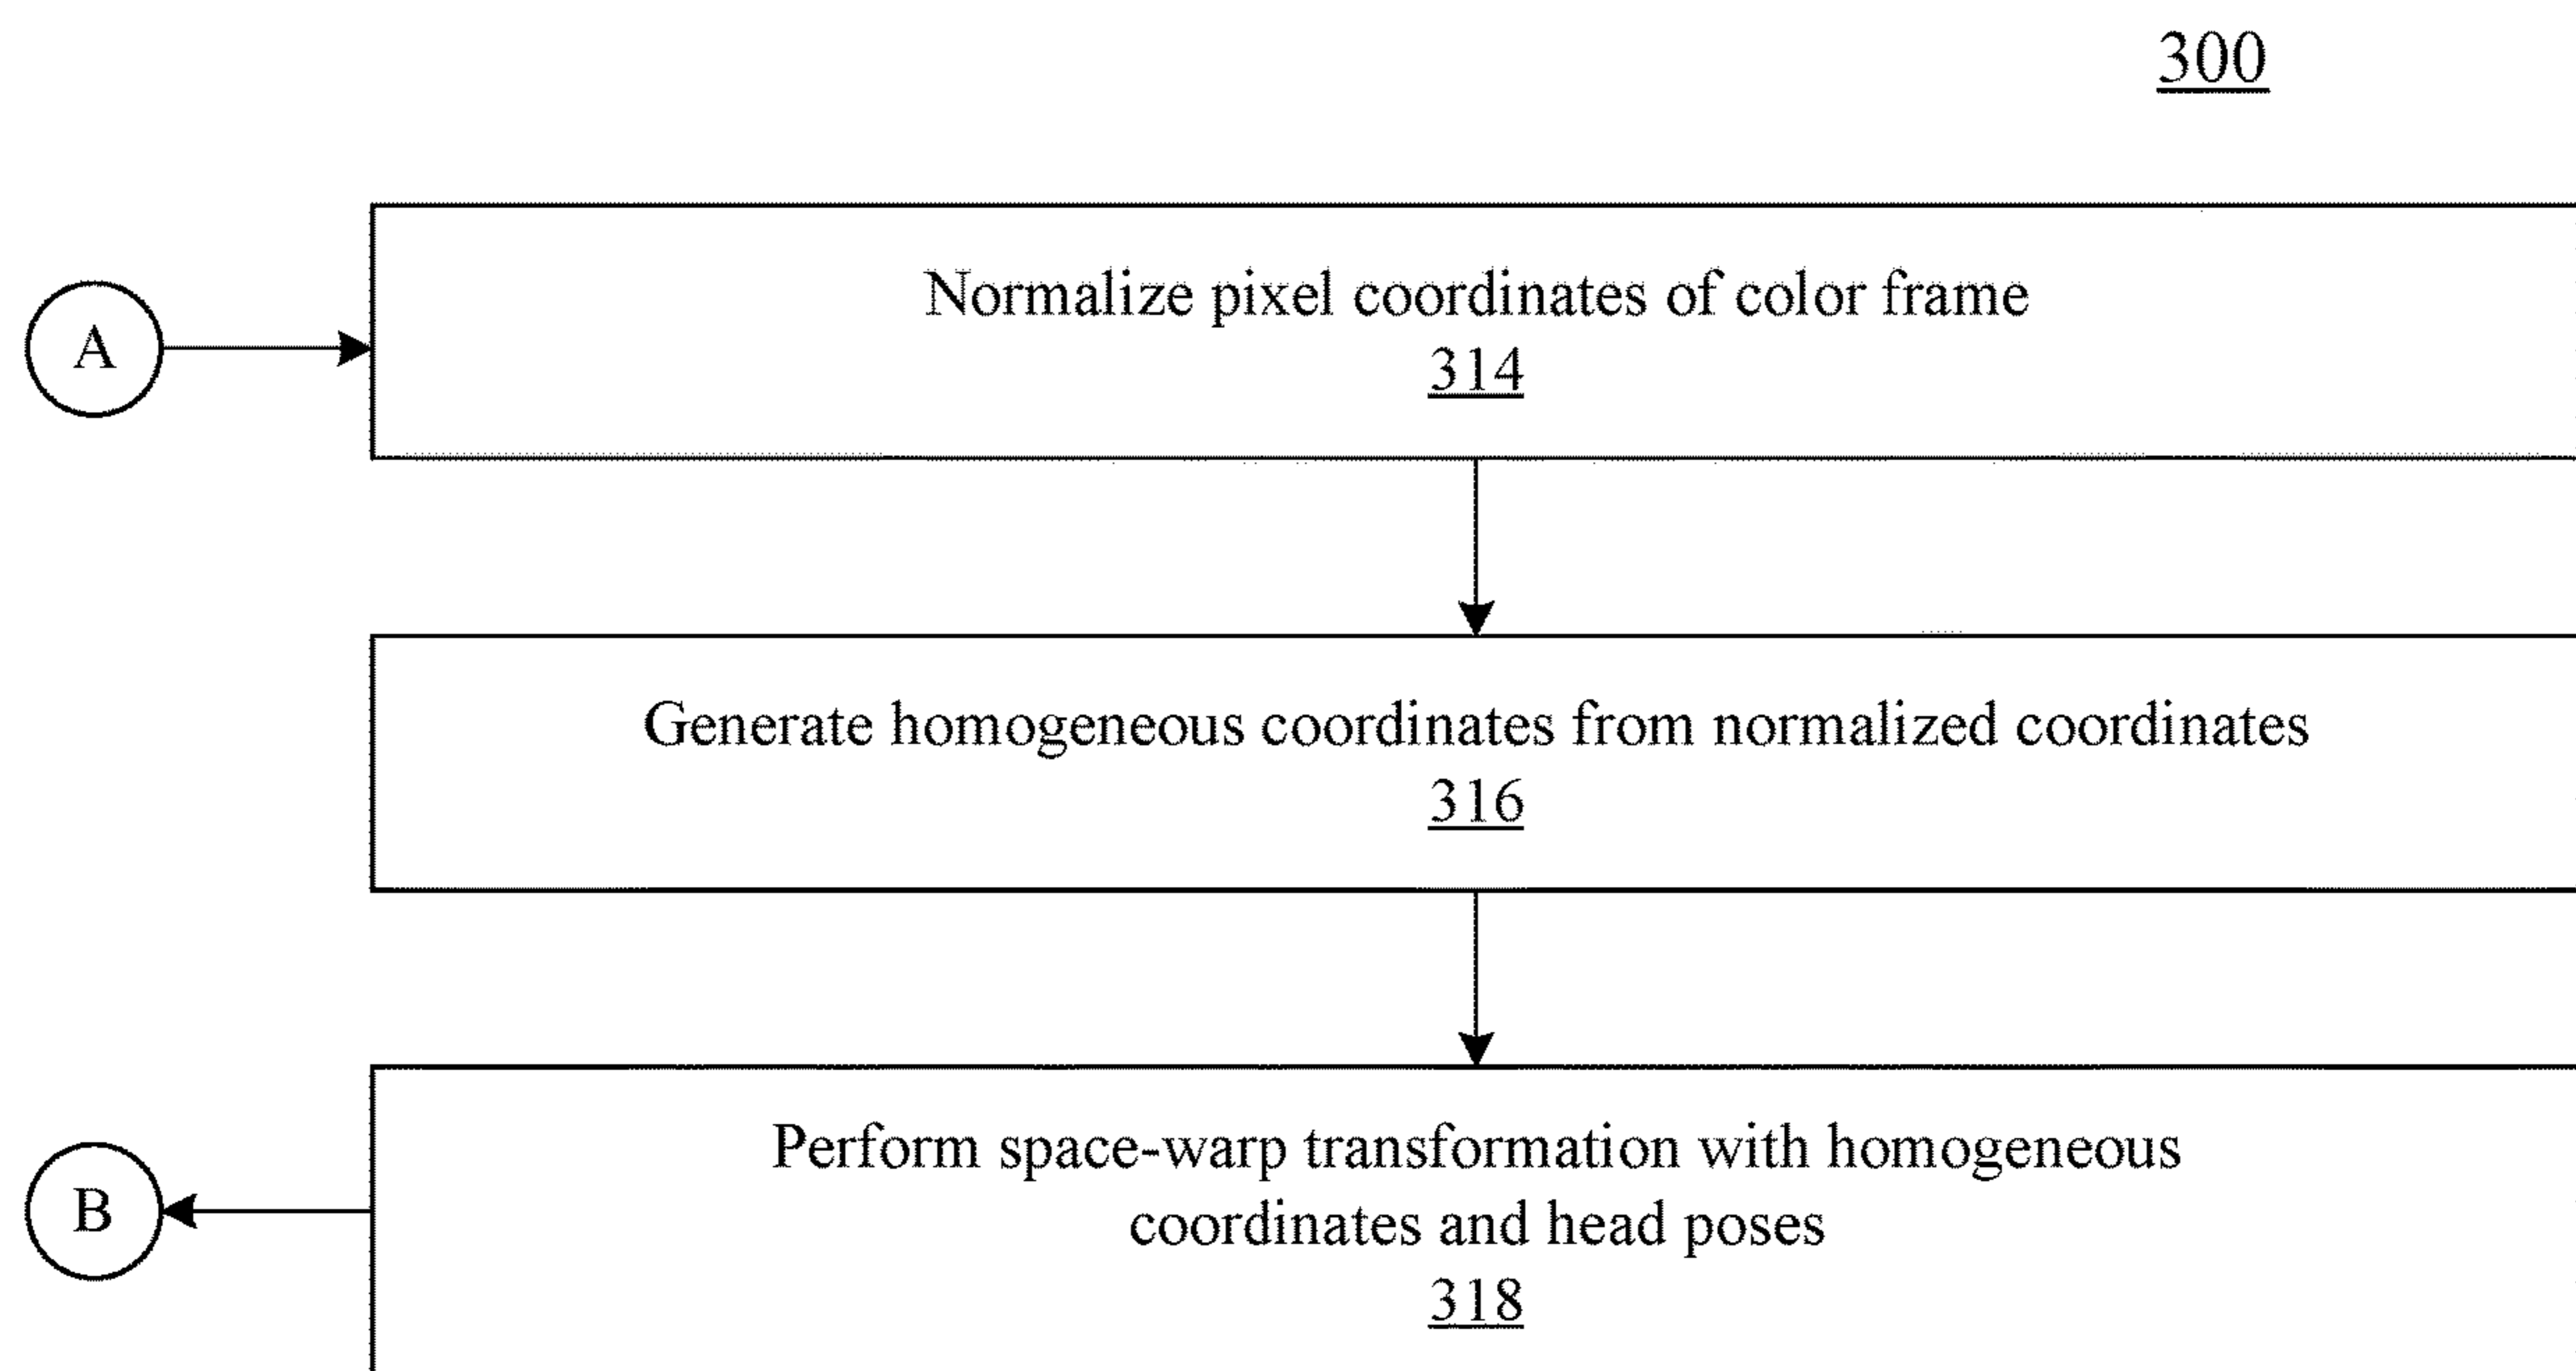 300
A
Normalize pixel coordinates of color frame
314
Generate homogeneous coordinates from normalized coordinates
316
Perform space-warp transformation with homogeneous
coordinates and head poses
318
B